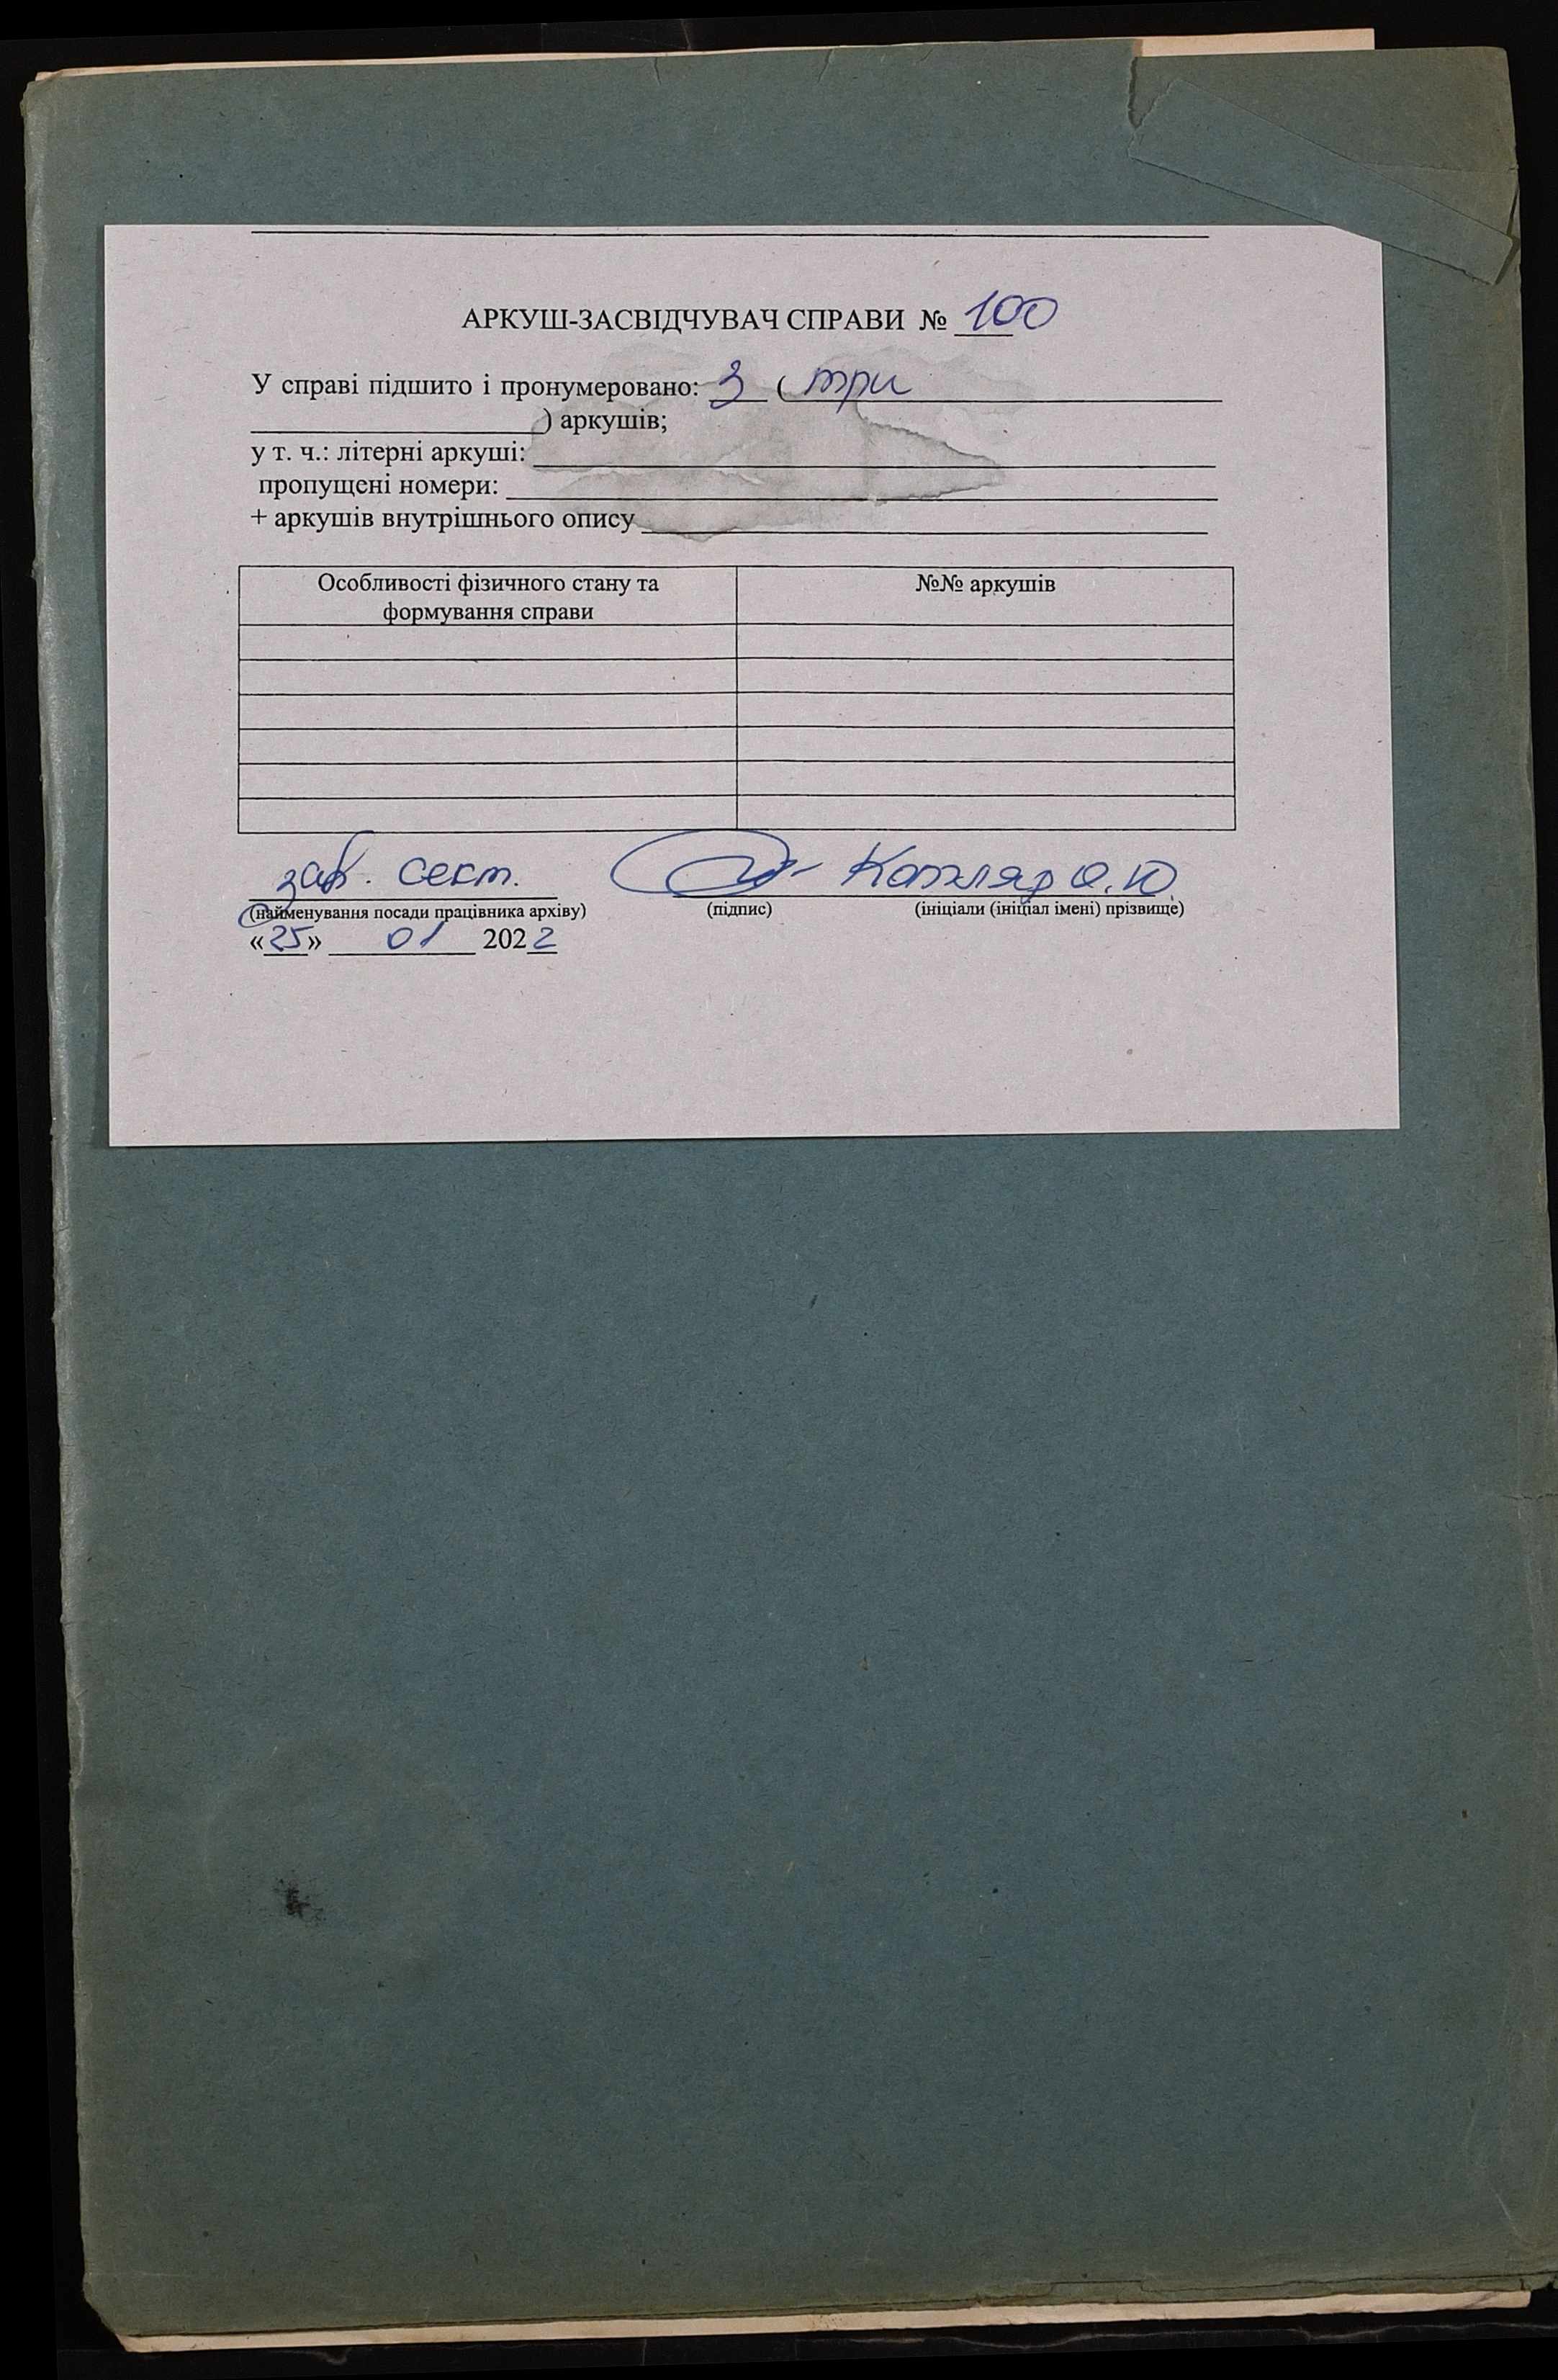 АРКУШ-ЗАСВІДЧУВАЧ СПРАВИ № 100
У справі підшито і пронумеровано: 3 ( три
) аркушів;
у т. ч.: літерні аркуші:
пропущені номери:
+ аркушів внутрішнього опису
Особливості фізичного стану та
формування справи
№№ аркушів
зав. сект. Котляр О.Ю.
(найменування посади працівника архіву) (підпис) (ініціали (ініціал імені) прізвище)
«25» 01 2022